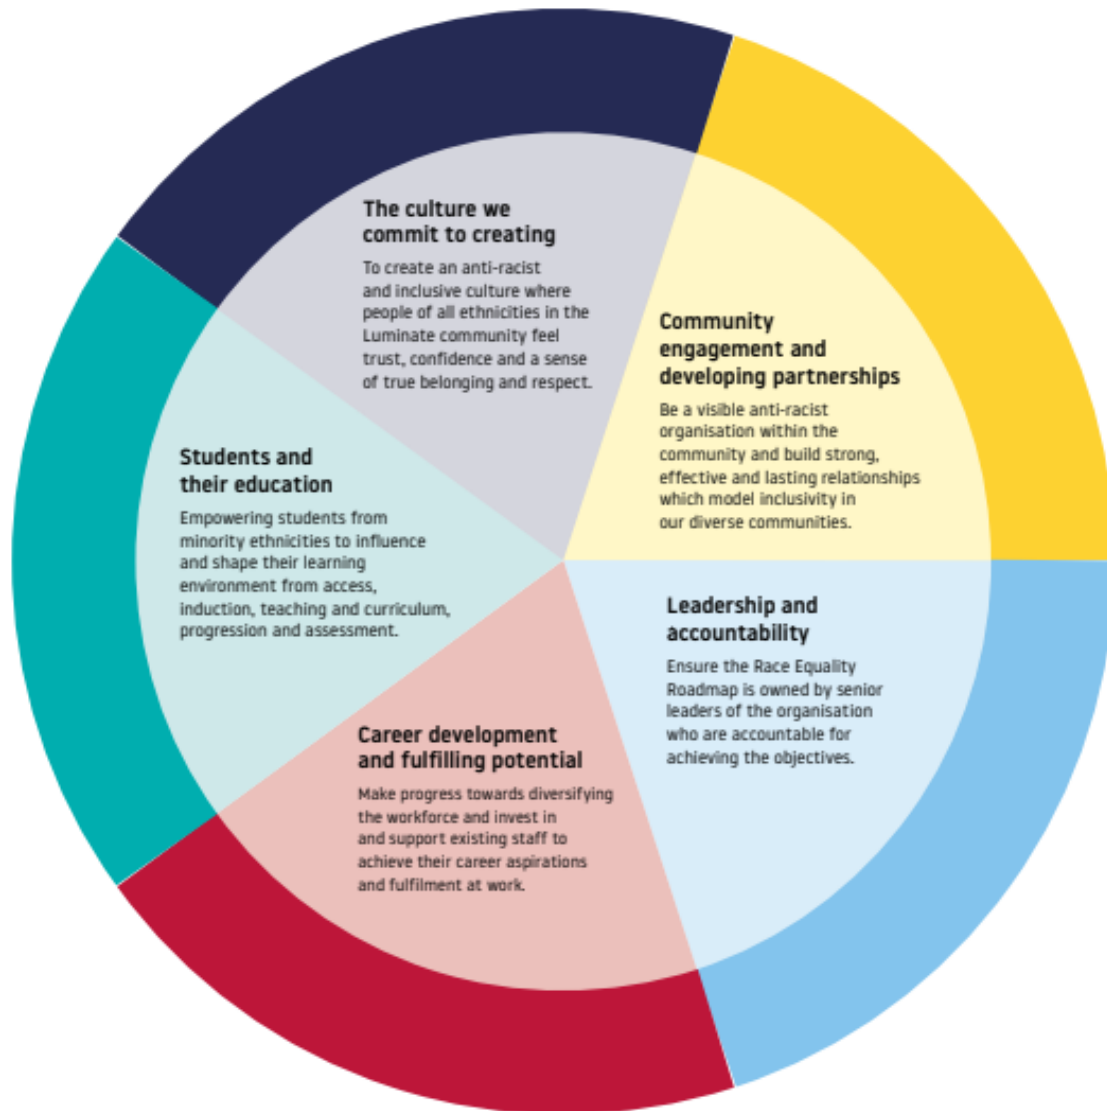 The culture we
commit to creating
To create an anti-racist
and inclusive culture where
people of all ethnicities in the
Luminate community feel
trust, confidence and a sense
of true belonging and respect.
Community
engagement and
developing partnerships
Be a visible anti-racist
organisation within the
community and build strong,
effective and lasting relationships
which model inclusivity in
our diverse communities.
Leadership and
accountability
Ensure the Race Equality
Roadmap is owned by senior
leaders of the organisation
who are accountable for
achieving the objectives.
Career development
and fulfilling potential
Make progress towards diversifying
the workforce and invest in
and support existing staff to
achieve their career aspirations
and fulfilment at work.
Students and
their education
Empowering students from
minority ethnicities to influence
and shape their learning
environment from access,
induction, teaching and curriculum,
progression and assessment.